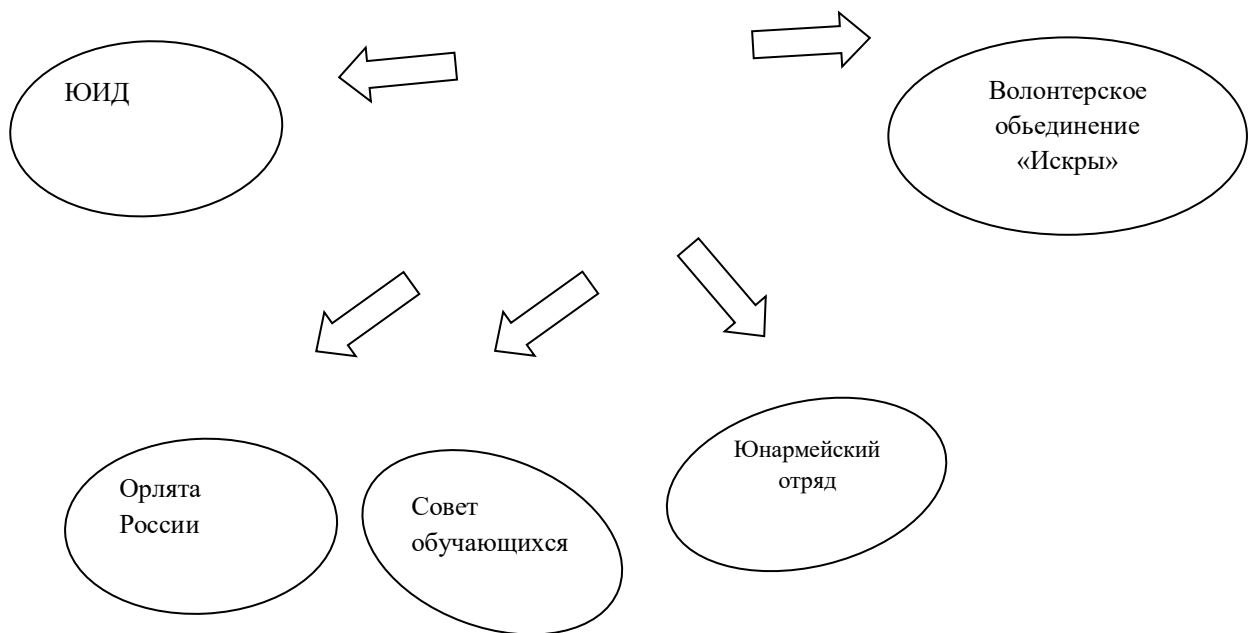 ЮИД
Волонтерское
обьединение
«Искры»
Орлята
России
Совет
обучающихся
Юнармейский
отряд